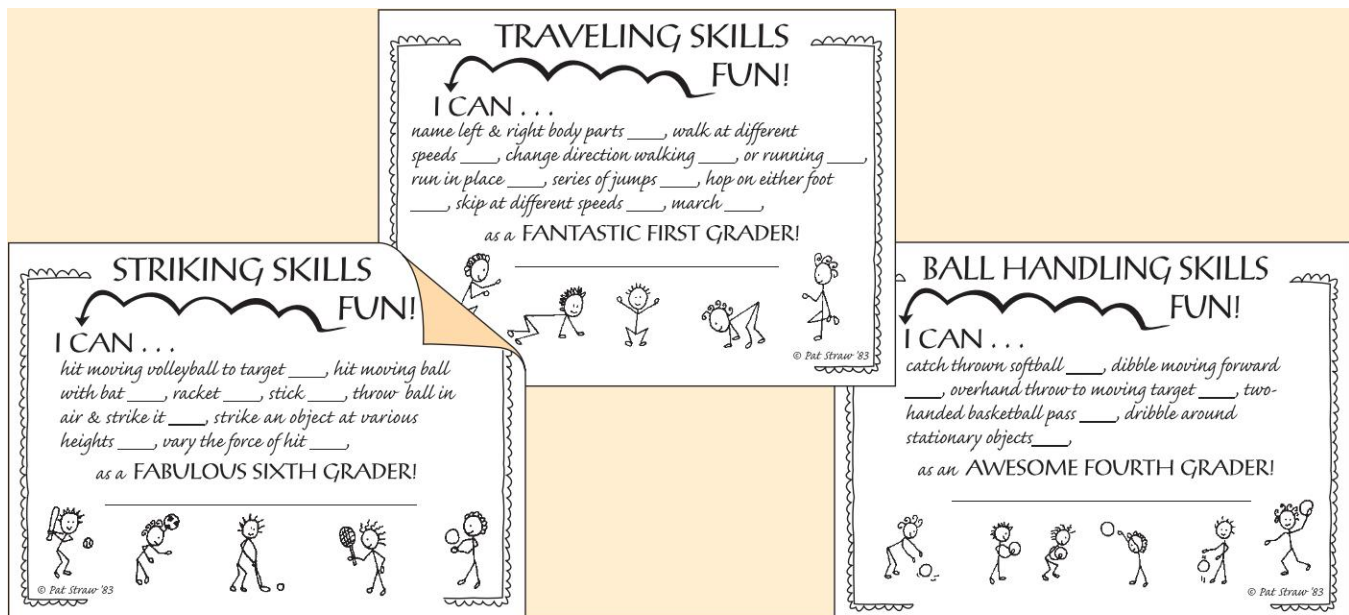 TRAVELING SKILLS
FUN!
I CAN . . .
name left & right body parts ____, walk at different
speeds ____, change direction walking ____, or running ____,
run in place ____, series of jumps ____, hop on either foot
____, skip at different speeds ____, march ____,
as a FANTASTIC FIRST GRADER!
© Pat Straw '83
STRIKING SKILLS
FUN!
I CAN . . .
hit moving volleyball to target ____, hit moving ball
with bat ____, racket ____, stick ____, throw ball in
air & strike it ____, strike an object at various
heights ____, vary the force of hit ____,
as a FABULOUS SIXTH GRADER!
© Pat Straw '83
BALL HANDLING SKILLS
FUN!
I CAN . . .
catch thrown softball ____, dibble moving forward
____, overhand throw to moving target ____, two-
handed basketball pass ____, dribble around
stationary objects____,
as an AWESOME FOURTH GRADER!
© Pat Straw '83